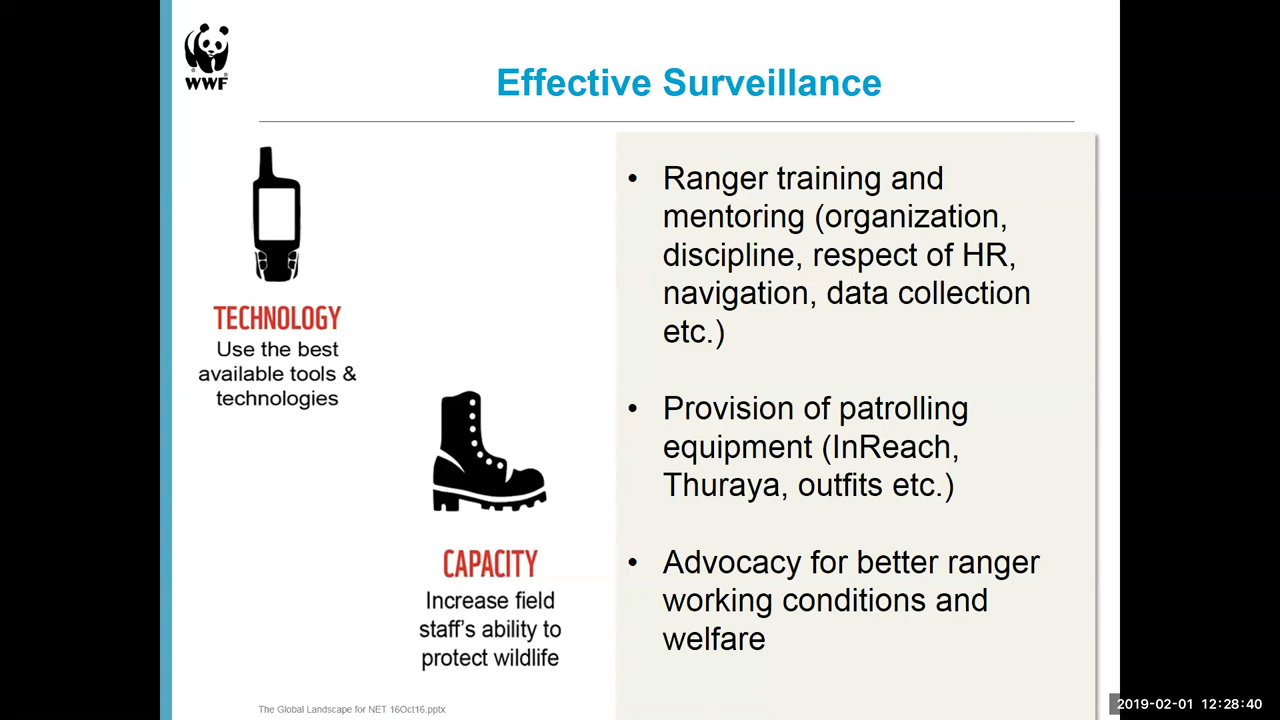 WWF
Effective Surveillance
TECHNOLOGY
Use the best
available tools &
technologies
CAPACITY
Increase field
staff's ability to
protect wildlife
• Ranger training and
mentoring (organization,
discipline, respect of HR,
navigation, data collection
etc.)
• Provision of patrolling
equipment (InReach,
Thuraya, outfits etc.)
• Advocacy for better ranger
working conditions and
welfare
The Global Landscape for NET 16Oct16.pptx
2019-02-01 12:28:40